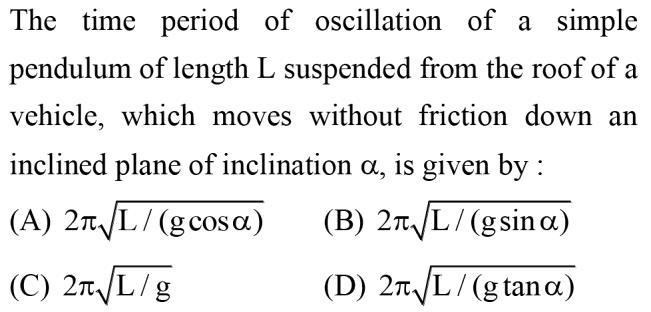 The time period of oscillation of a simple
pendulum of length L suspended from the roof of a
vehicle, which moves without friction down an
inclined plane of inclination α, is given by :
(A) 2π√L / (g cos α) (B) 2π√L / (g sin α)
(C) 2π√L / g (D) 2π√L / (g tan α)